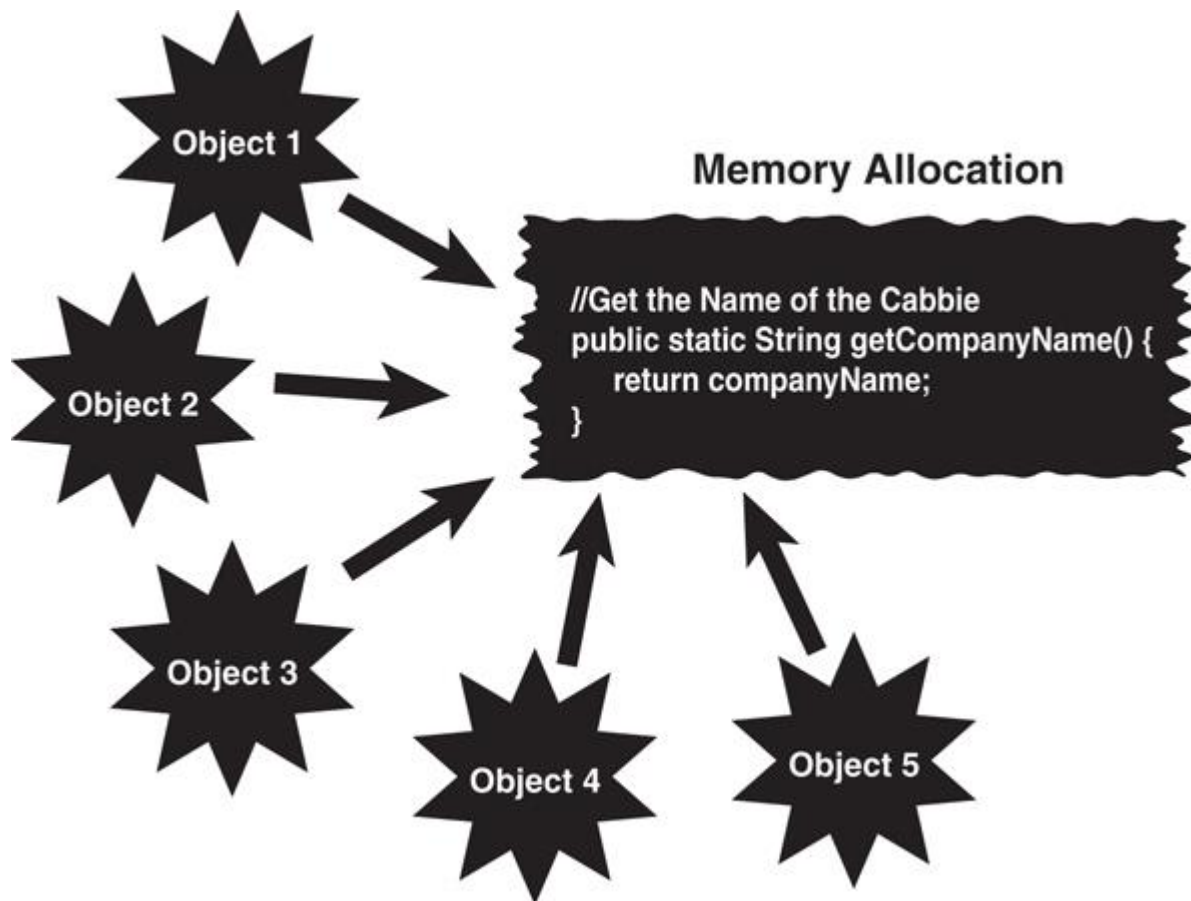 Object 1
Memory Allocation
//Get the Name of the Cabbie
public static String getCompanyName() {
return companyName;
}
Object 2
Object 3
Object 4
Object 5